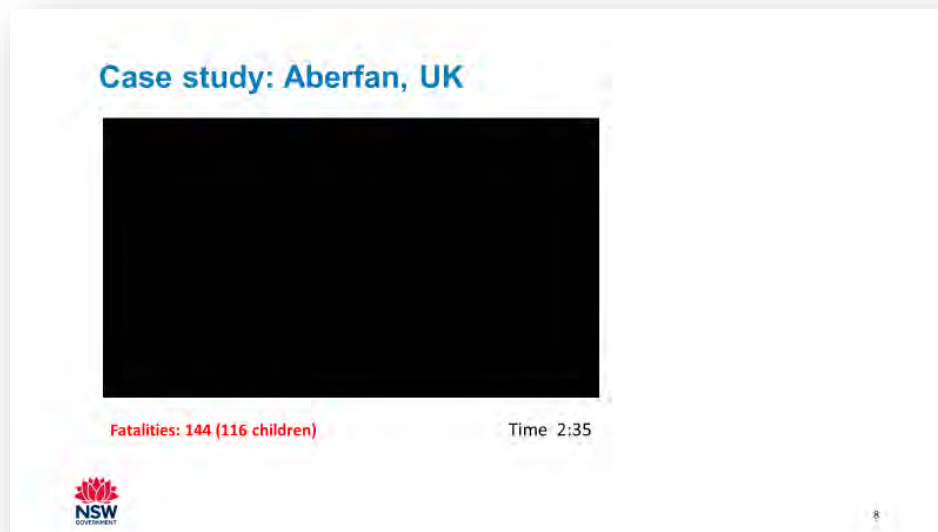 Case study: Aberfan, UK
Fatalities: 144 (116 children)
Time 2:35
NSW
GOVERNMENT
8